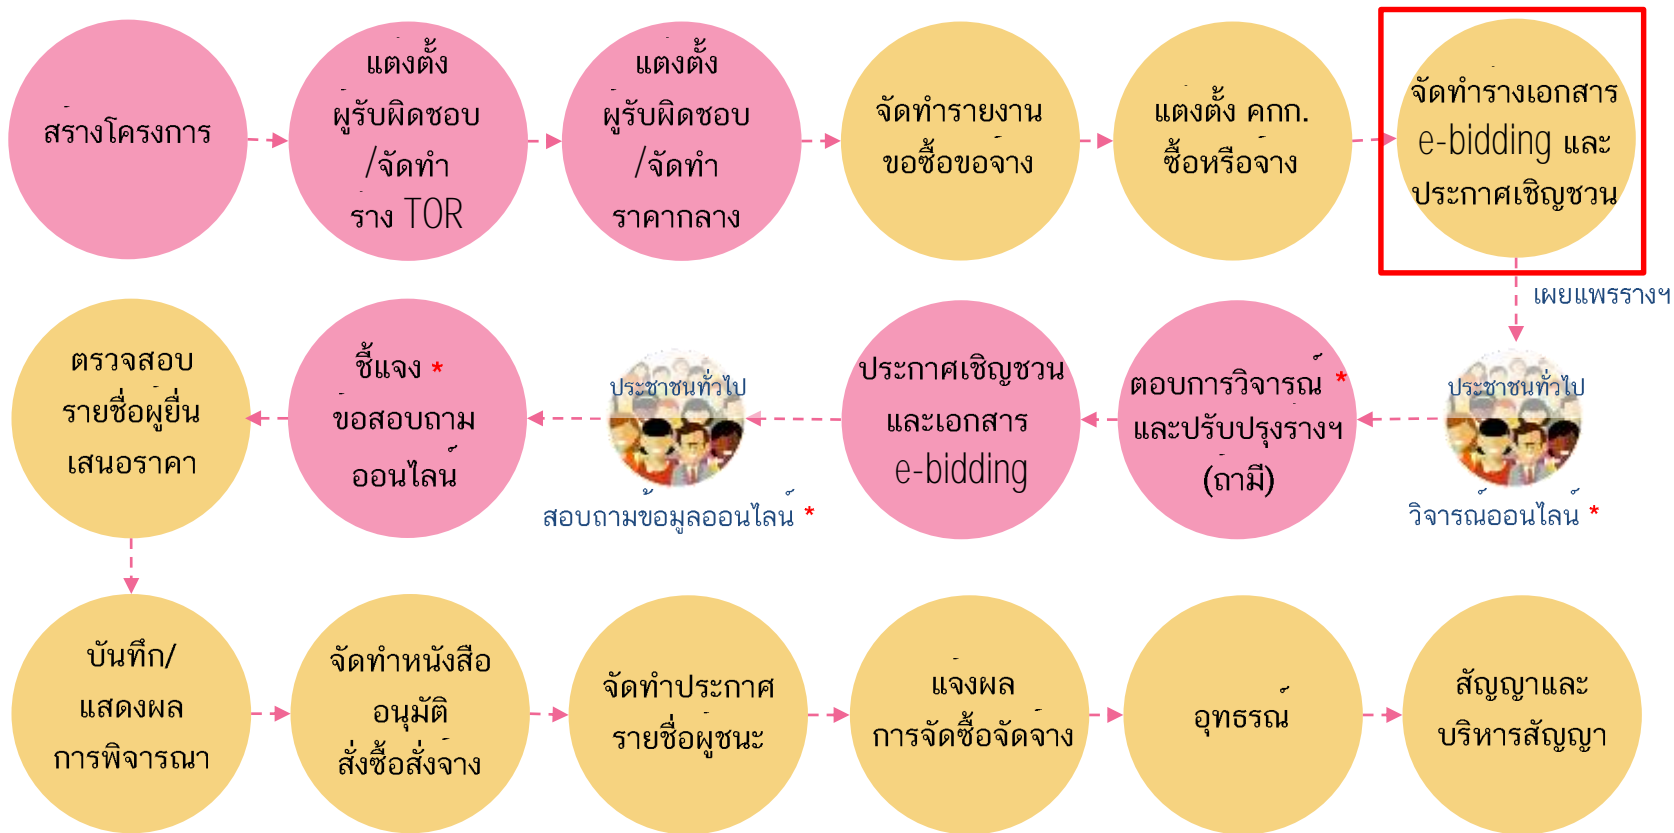 สร้างโครงการ
แต่งตั้ง
ผู้รับผิดชอบ
/จัดทำ
ร่าง TOR
แต่งตั้ง
ผู้รับผิดชอบ
/จัดทำ
ราคากลาง
จัดทำรายงาน
ขอซื้อขอจ้าง
แต่งตั้ง คกก.
ซื้อหรือจ้าง
จัดทำร่างเอกสาร
e-bidding และ
ประกาศเชิญชวน
เผยแพร่ร่างฯ
ประชาชนทั่วไป
วิจารณ์ออนไลน์ *
ตอบการวิจารณ์ *
และปรับปรุงร่างฯ
(ถ้ามี)
ประกาศเชิญชวน
และเอกสาร
e-bidding
ประชาชนทั่วไป
สอบถามข้อมูลออนไลน์ *
ชี้แจง *
ข้อสอบถาม
ออนไลน์
ตรวจสอบ
รายชื่อผู้ยื่น
เสนอราคา
บันทึก/
แสดงผล
การพิจารณา
จัดทำหนังสือ
อนุมัติ
สั่งซื้อสั่งจ้าง
จัดทำประกาศ
รายชื่อผู้ชนะ
แจ้งผล
การจัดซื้อจัดจ้าง
อุทธรณ์
สัญญาและ
บริหารสัญญา